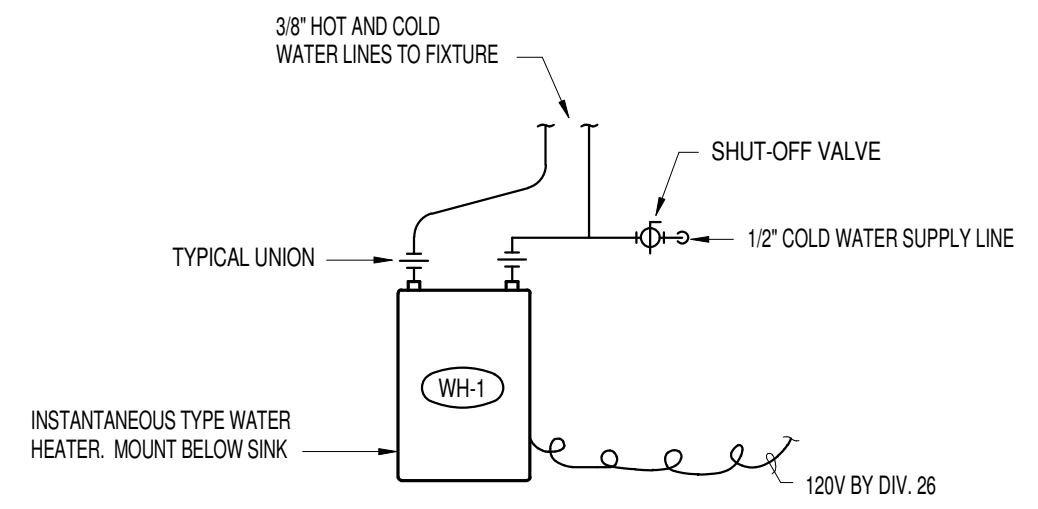 3/8" HOT AND COLD
WATER LINES TO FIXTURE
SHUT-OFF VALVE
1/2" COLD WATER SUPPLY LINE
TYPICAL UNION
WH-1
INSTANTANEOUS TYPE WATER
HEATER. MOUNT BELOW SINK
120V BY DIV. 26